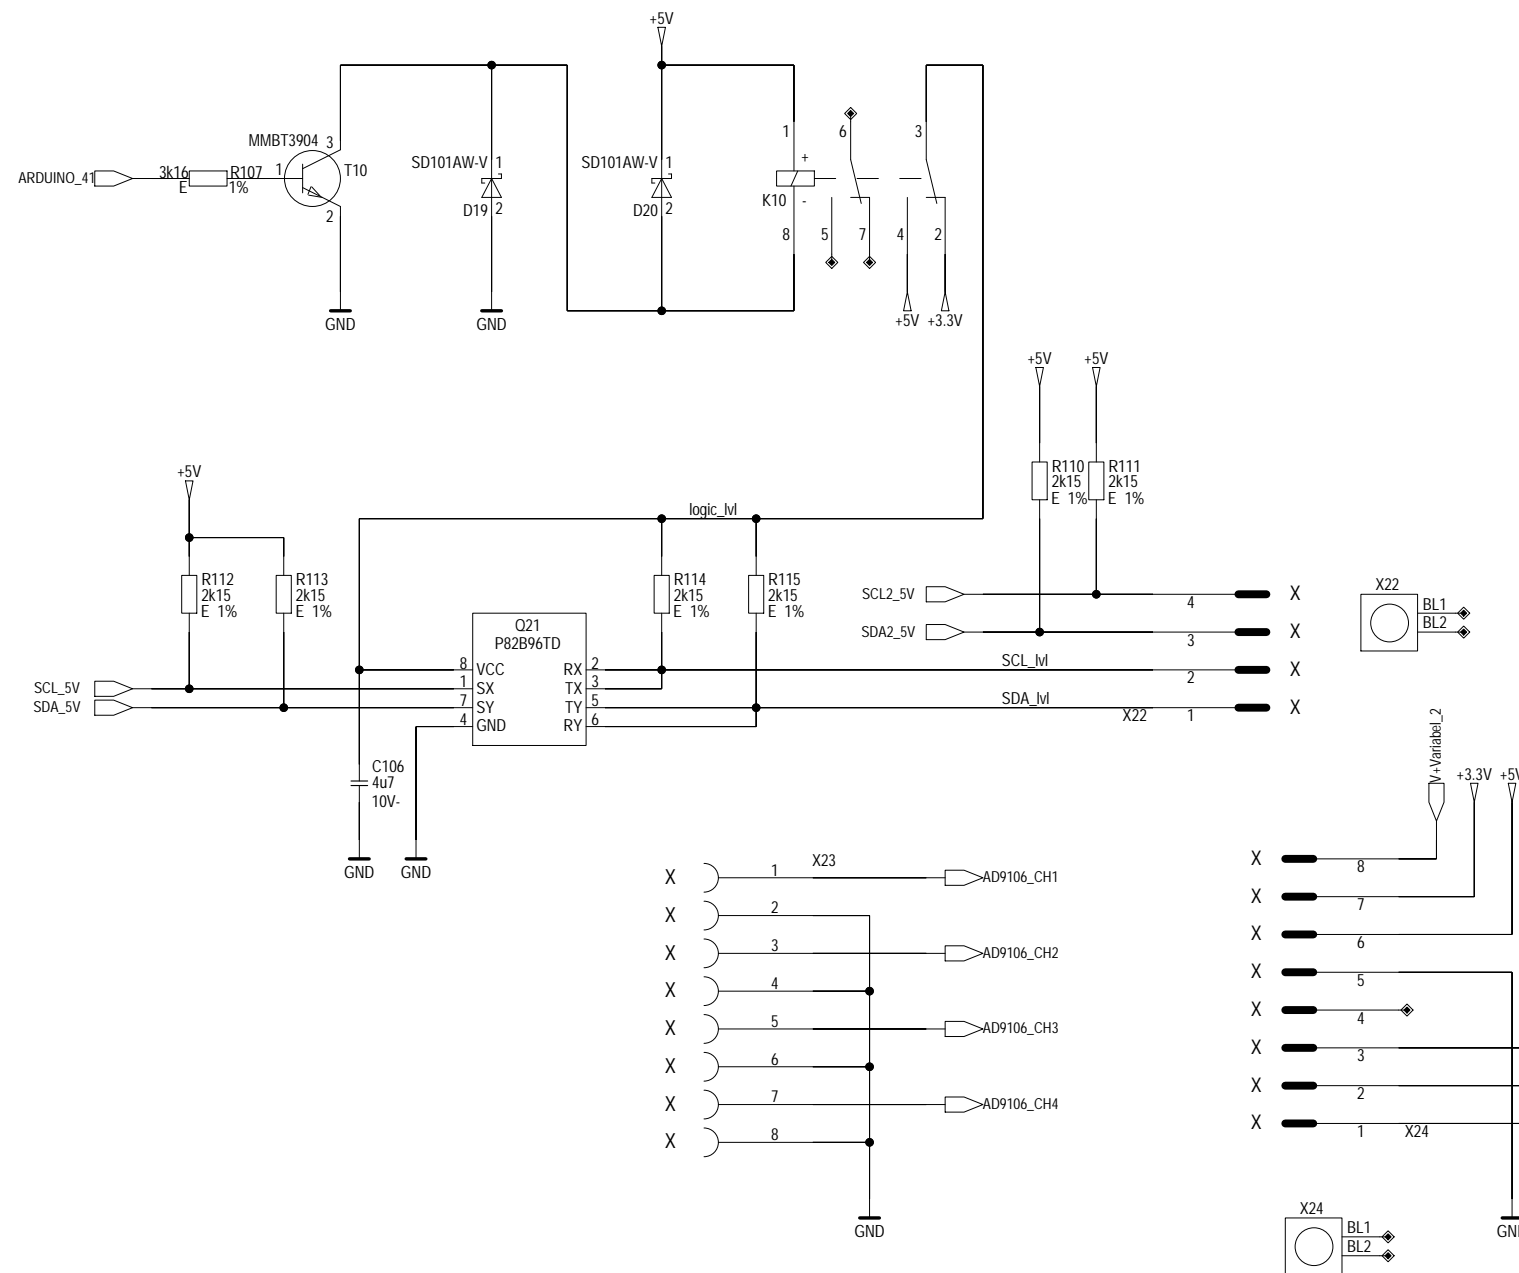 +5V
MMBT3904
3
1
T10
2
ARDUINO_41
3k16
R107
E
1%
GND
SD101AW-V
1
D19
2
GND
SD101AW-V
1
D20
2
1
+
K10
-
8
6
5
7
3
4
2
+5V
+3.3V
+5V
+5V
R110
2k15
E 1%
R111
2k15
E 1%
+5V
logic_lvl
R112
2k15
E 1%
R113
2k15
E 1%
R114
2k15
E 1%
R115
2k15
E 1%
SCL2_5V
4
X
SDA2_5V
3
X
SCL_lvl
2
X
SDA_lvl
X22
1
X
X22
BL1
BL2
Q21
P82B96TD
8
VCC
RX
2
1
SX
TX
3
7
SY
TY
5
4
GND
RY
6
SCL_5V
SDA_5V
C106
4u7
10V-
GND
GND
X23
X
1
AD9106_CH1
X
2
X
3
AD9106_CH2
X
4
X
5
AD9106_CH3
X
6
X
7
AD9106_CH4
X
8
GND
V+Variabel_2
+3.3V
X
8
X
7
X
6
X
5
X
4
X
3
X
2
X
1
X24
X24
BL1
BL2